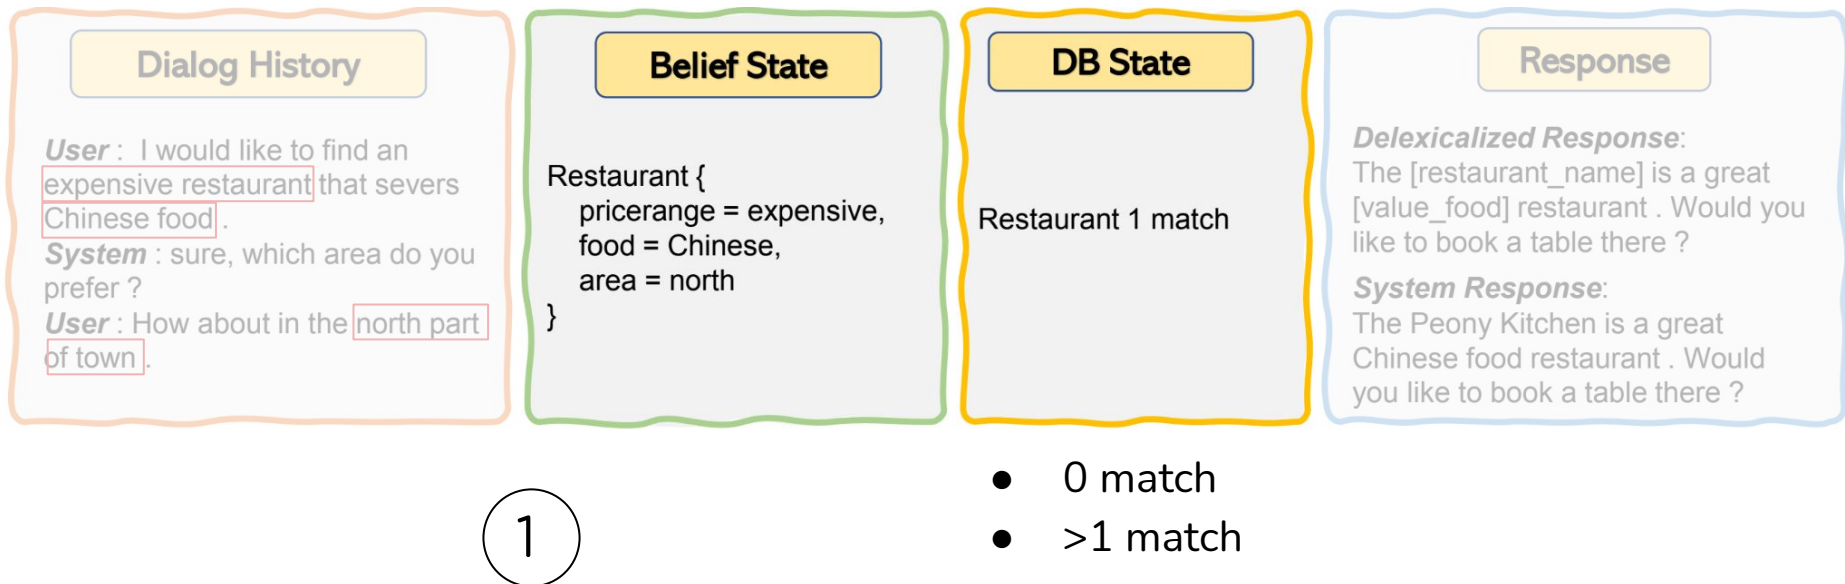 Dialog History
User : I would like to find an
expensive restaurant that severs
Chinese food .
System : sure, which area do you
prefer ?
User : How about in the north part
of town .
Belief State
Restaurant {
pricerange = expensive,
food = Chinese,
area = north
}
DB State
Restaurant 1 match
Response
Delexicalized Response:
The [restaurant_name] is a great
[value_food] restaurant . Would you
like to book a table there ?
System Response:
The Peony Kitchen is a great
Chinese food restaurant . Would
you like to book a table there ?
1
● 0 match
● >1 match